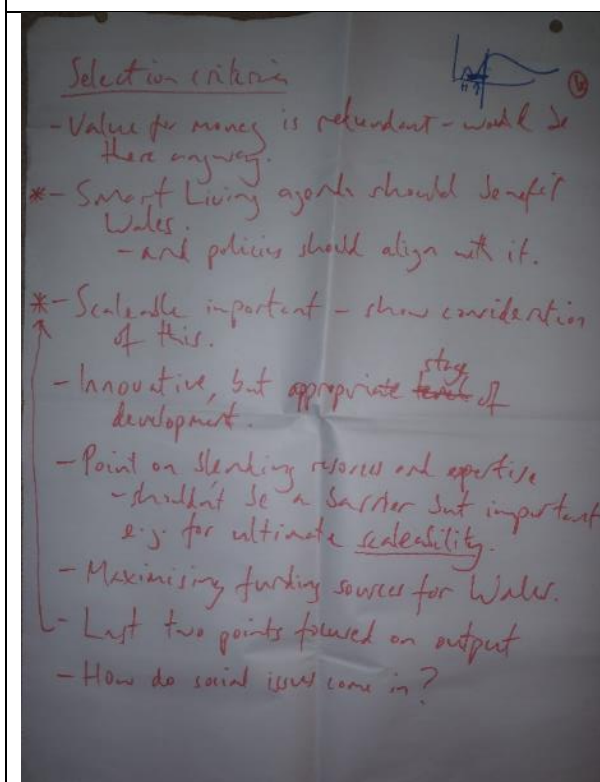 Selection criteria
- Value for money is redundant - would be
there anyway.
* - Smart Living agenda should benefit
Wales.
- and policies should align with it.
* - Scaleable important - show consideration
of this.
stage
- Innovative, but appropriate level of
development.
- Point on blending resources and expertise
- shouldn't be a barrier but important
e.g. for ultimate scaleability.
- Maximising funding sources for Wales.
- Last two points focused on output
- How do social issues come in?